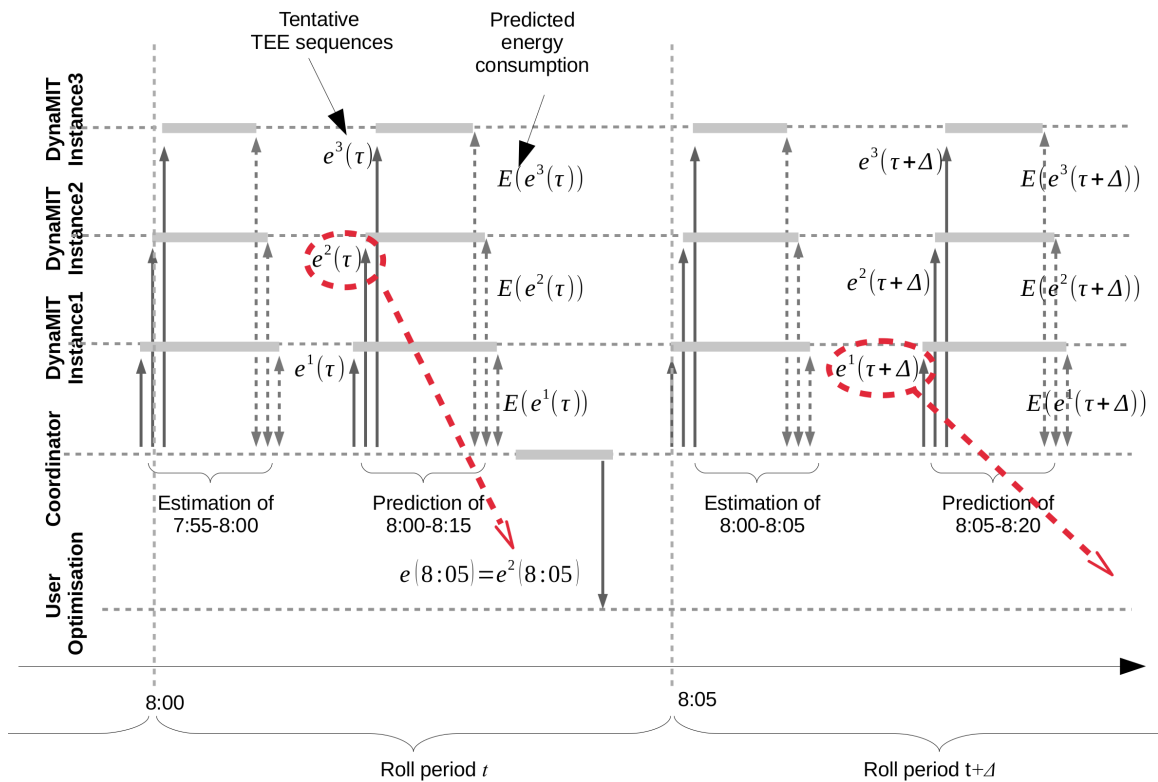 Tentative
TEE sequences
Predicted
energy
consumption
DynaMIT
Instance3
DynaMIT
Instance2
DynaMIT
Instance1
Coordinator
User
Optimisation
e³(τ)
E(e³(τ))
e³(τ+Δ)
E(e³(τ+Δ))
e²(τ)
E(e²(τ))
e²(τ+Δ)
E(e²(τ+Δ))
e¹(τ)
E(e¹(τ))
e¹(τ+Δ)
E(e¹(τ+Δ))
Estimation of
7:55-8:00
Prediction of
8:00-8:15
Estimation of
8:00-8:05
Prediction of
8:05-8:20
e(8:05)=e²(8:05)
8:00
8:05
Roll period t
Roll period t+Δ